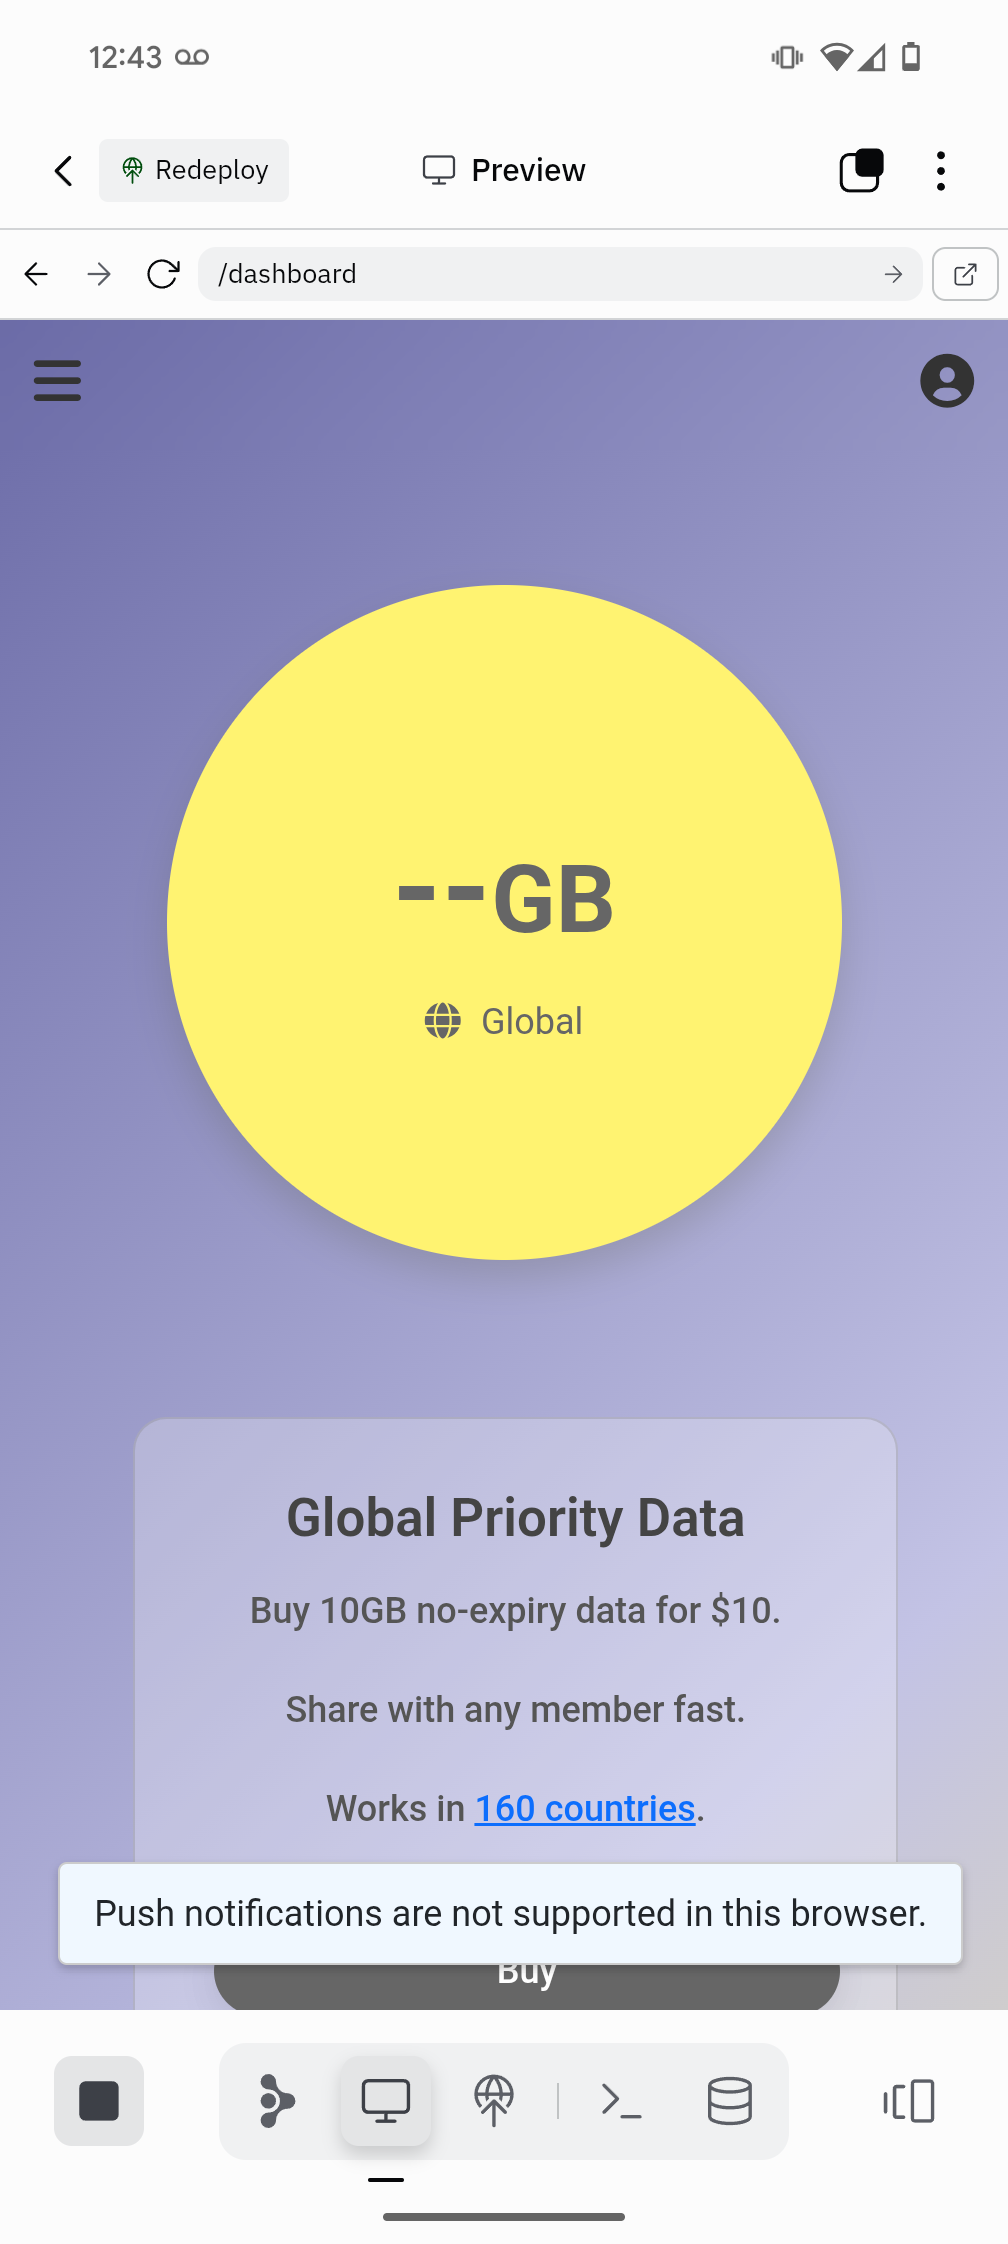 12:43
Redeploy
Preview
/dashboard
--GB
Global
Global Priority Data
Buy 10GB no-expiry data for $10.
Share with any member fast.
Works in 160 countries.
Push notifications are not supported in this browser.
Buy